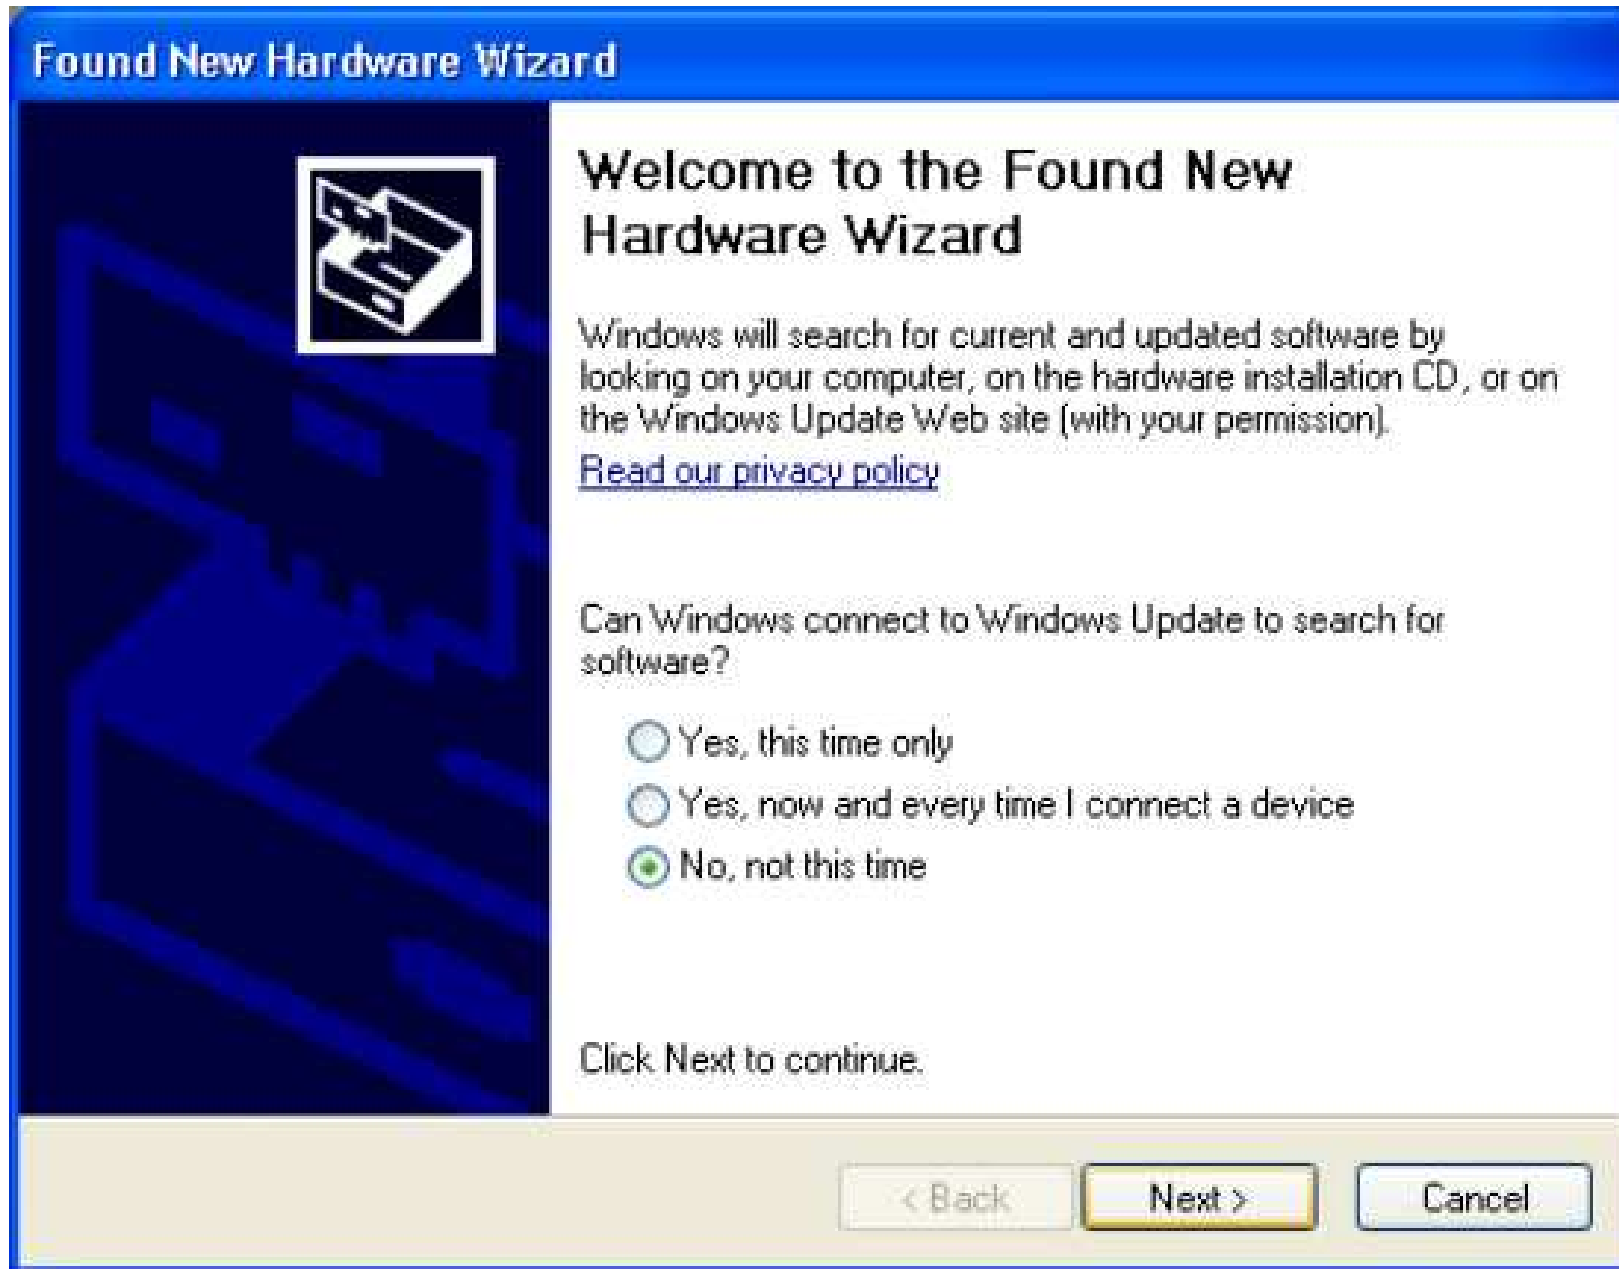 Found New Hardware Wizard
Welcome to the Found New
Hardware Wizard
Windows will search for current and updated software by
looking on your computer, on the hardware installation CD, or on
the Windows Update Web site (with your permission).
Read our privacy policy
Can Windows connect to Windows Update to search for
software?
Yes, this time only
Yes, now and every time I connect a device
No, not this time
Click Next to continue.
< Back
Next >
Cancel